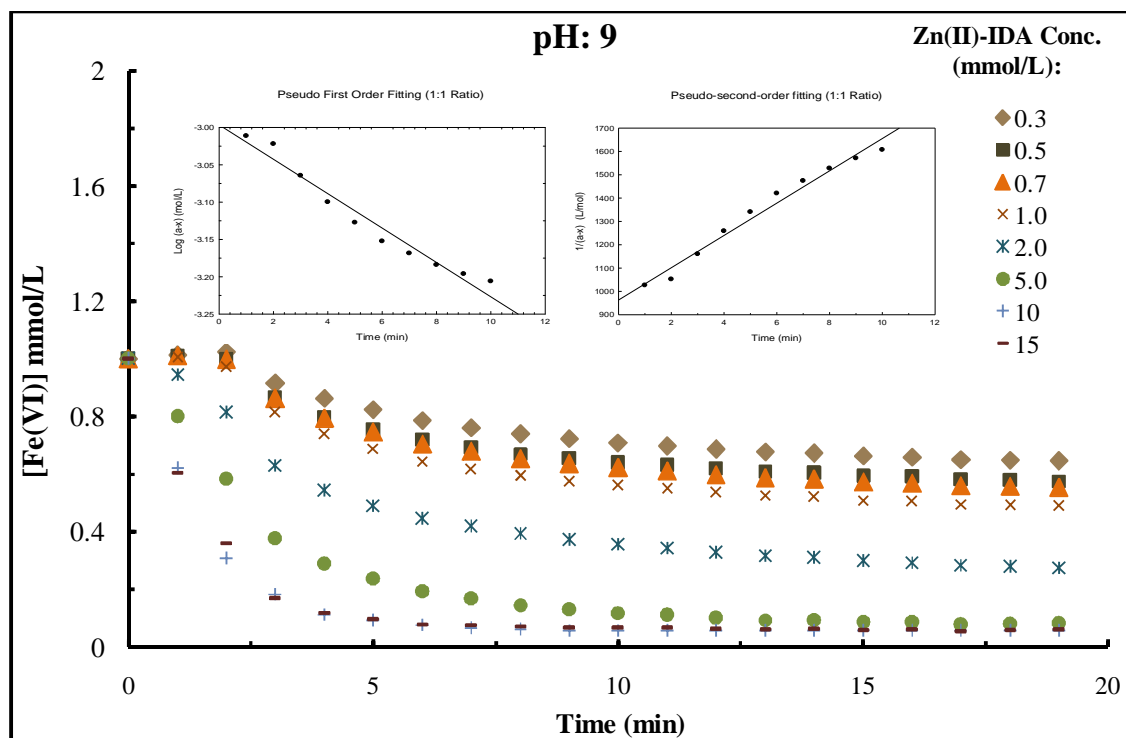 pH: 9
Zn(II)-IDA Conc.
(mmol/L):
0.3
0.5
0.7
1.0
2.0
5.0
10
15
Pseudo First Order Fitting (1:1 Ratio)
-3.00
-3.05
-3.10
-3.15
-3.20
-3.25
Log (a-x) (mol/L)
0 2 4 6 8 10 12
Time (min)
Pseudo-second-order fitting (1:1 Ratio)
1700
1600
1500
1400
1300
1200
1100
1000
900
1/(a-x) (L/mol)
0 2 4 6 8 10 12
Time (min)
2
1.6
1.2
0.8
0.4
0
[Fe(VI)] mmol/L
0 5 10 15 20
Time (min)